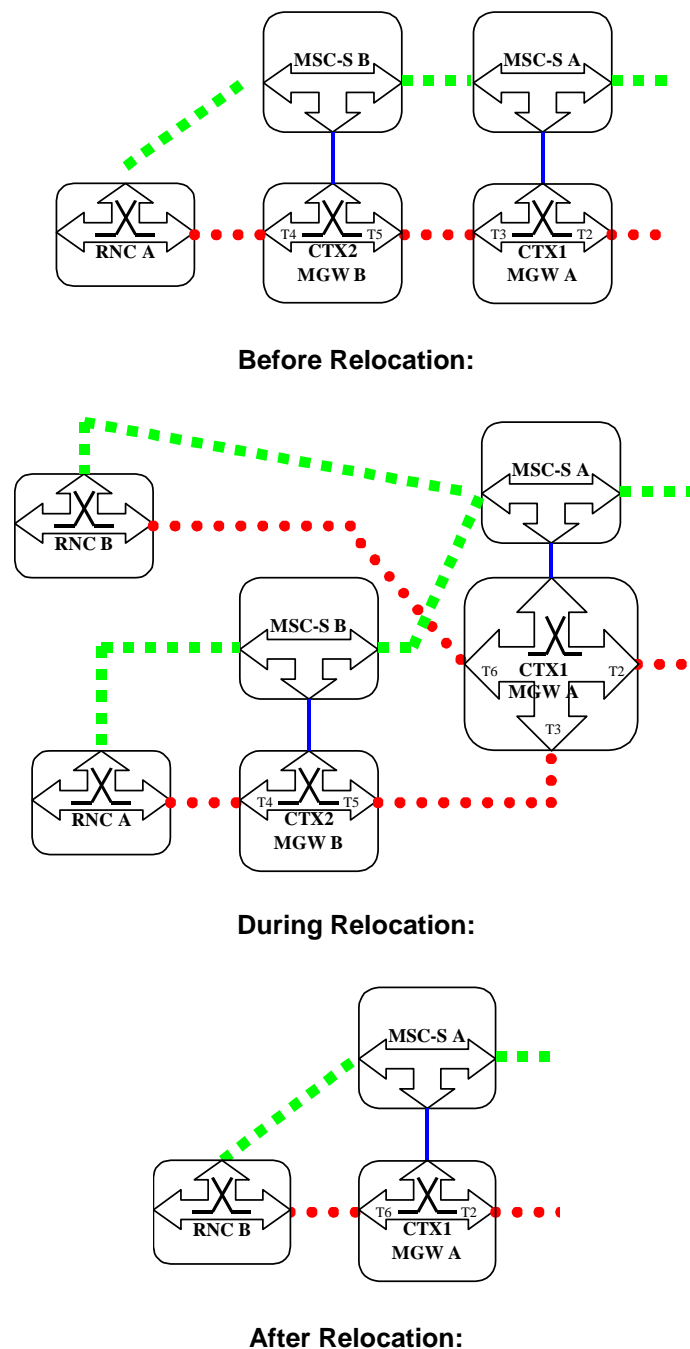 MSC-S B
MSC-S A
RNC A
T4
CTX2
T5
MGW B
T3
CTX1
T2
MGW A
Before Relocation:
MSC-S A
RNC B
MSC-S B
T6
CTX1
T2
MGW A
T3
RNC A
T4
CTX2
T5
MGW B
During Relocation:
MSC-S A
RNC B
T6
CTX1
T2
MGW A
After Relocation: